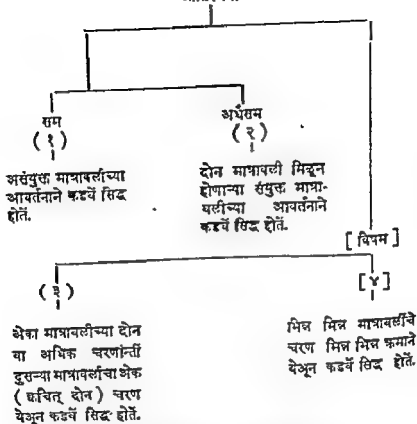 सम
(१)
असंयुक्त मात्रावलीच्या
आवर्तनाने कडवें सिद्ध
होतें.
अर्धसम
(२)
दोन मात्रावली मिळून
होणाऱ्या संयुक्त मात्रा-
वलीच्या आवर्तनाने
कडवें सिद्ध होतें.
[ विषम ]
(३)
अेका मात्रावलीच्या दोन
वा अधिक चरणांन्तीं
दुसऱ्या मात्रावलीचा अेक
( क्वचित् दोन ) चरण
येअून कडवें सिद्ध होतें.
[४]
भिन्न भिन्न मात्रावलींचे
चरण भिन्न भिन्न क्रमाने
येअून कडवें सिद्ध होतें.